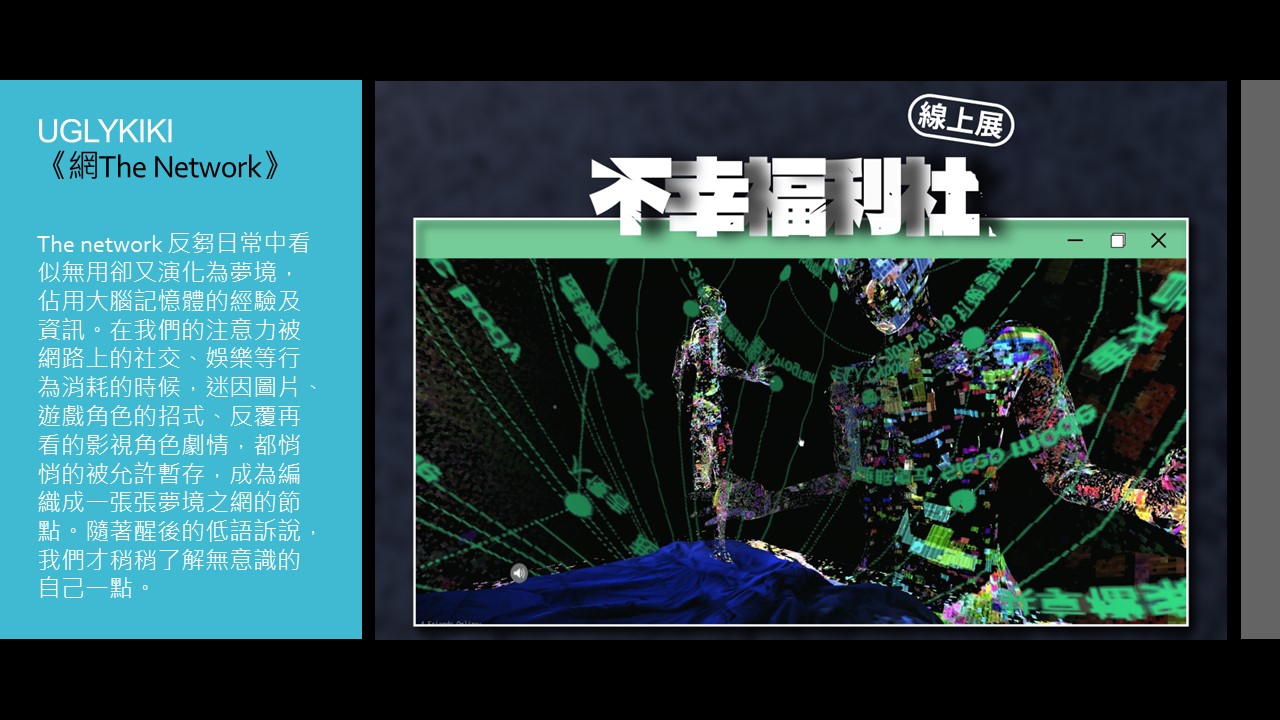 UGLYKIKI
《網The Network》
The network 反芻日常中看
似無用卻又演化為夢境，
佔用大腦記憶體的經驗及
資訊。在我們的注意力被
網路上的社交、娛樂等行
為消耗的時候，迷因圖片、
遊戲角色的招式、反覆再
看的影視角色劇情，都悄
悄的被允許暫存，成為編
織成一張張夢境之網的節
點。隨著醒後的低語訴說，
我們才稍稍了解無意識的
自己一點。
線上展
不幸福利社
sleep mode